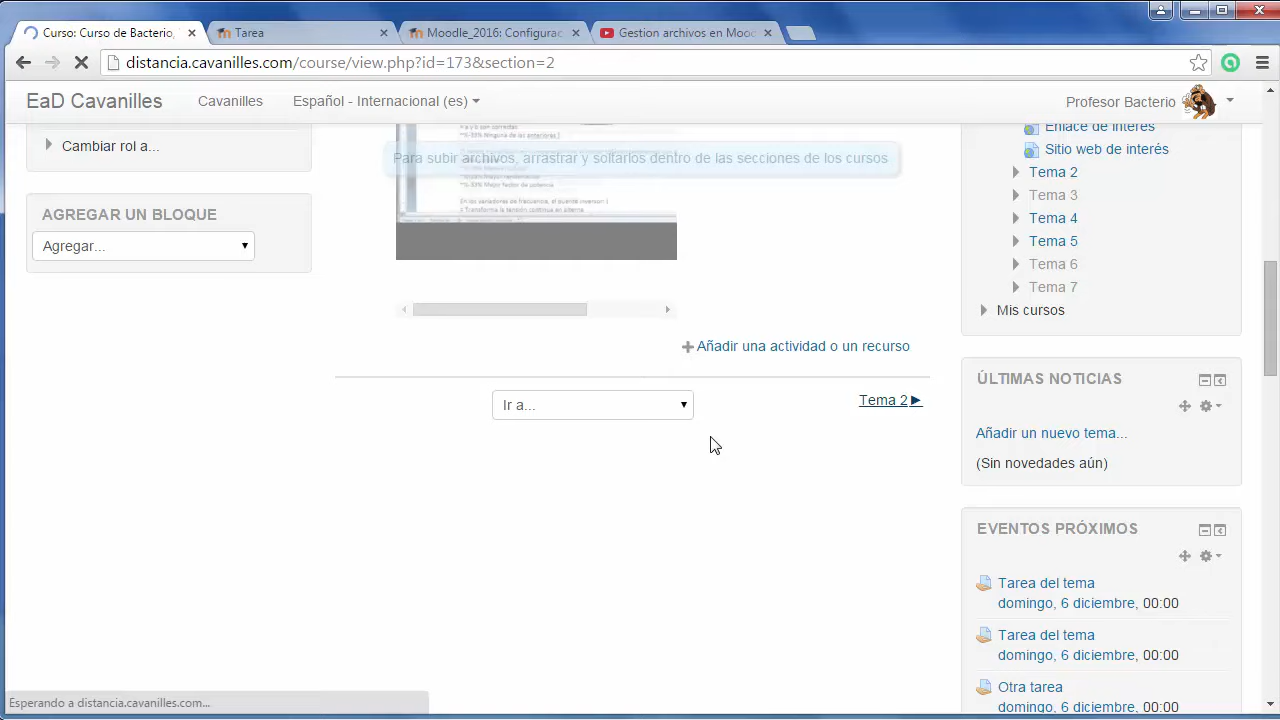 Curso: Curso de Bacterio,
Tarea
Moodle_2016: Configurac
Gestion archivos en Mood
distancia.cavanilles.com/course/view.php?id=173&section=2
EaD Cavanilles
Cavanilles
Español - Internacional (es)
Profesor Bacterio
Cambiar rol a...
AGREGAR UN BLOQUE
Agregar...
Para subir archivos, arrastrar y soltarlos dentro de las secciones de los cursos
Añadir una actividad o un recurso
Ir a...
Tema 2
Enlace de interés
Sitio web de interés
Tema 2
Tema 3
Tema 4
Tema 5
Tema 6
Tema 7
Mis cursos
ÚLTIMAS NOTICIAS
Añadir un nuevo tema...
(Sin novedades aún)
EVENTOS PRÓXIMOS
Tarea del tema
domingo, 6 diciembre, 00:00
Tarea del tema
domingo, 6 diciembre, 00:00
Otra tarea
domingo, 6 diciembre, 00:00
Esperando a distancia.cavanilles.com...